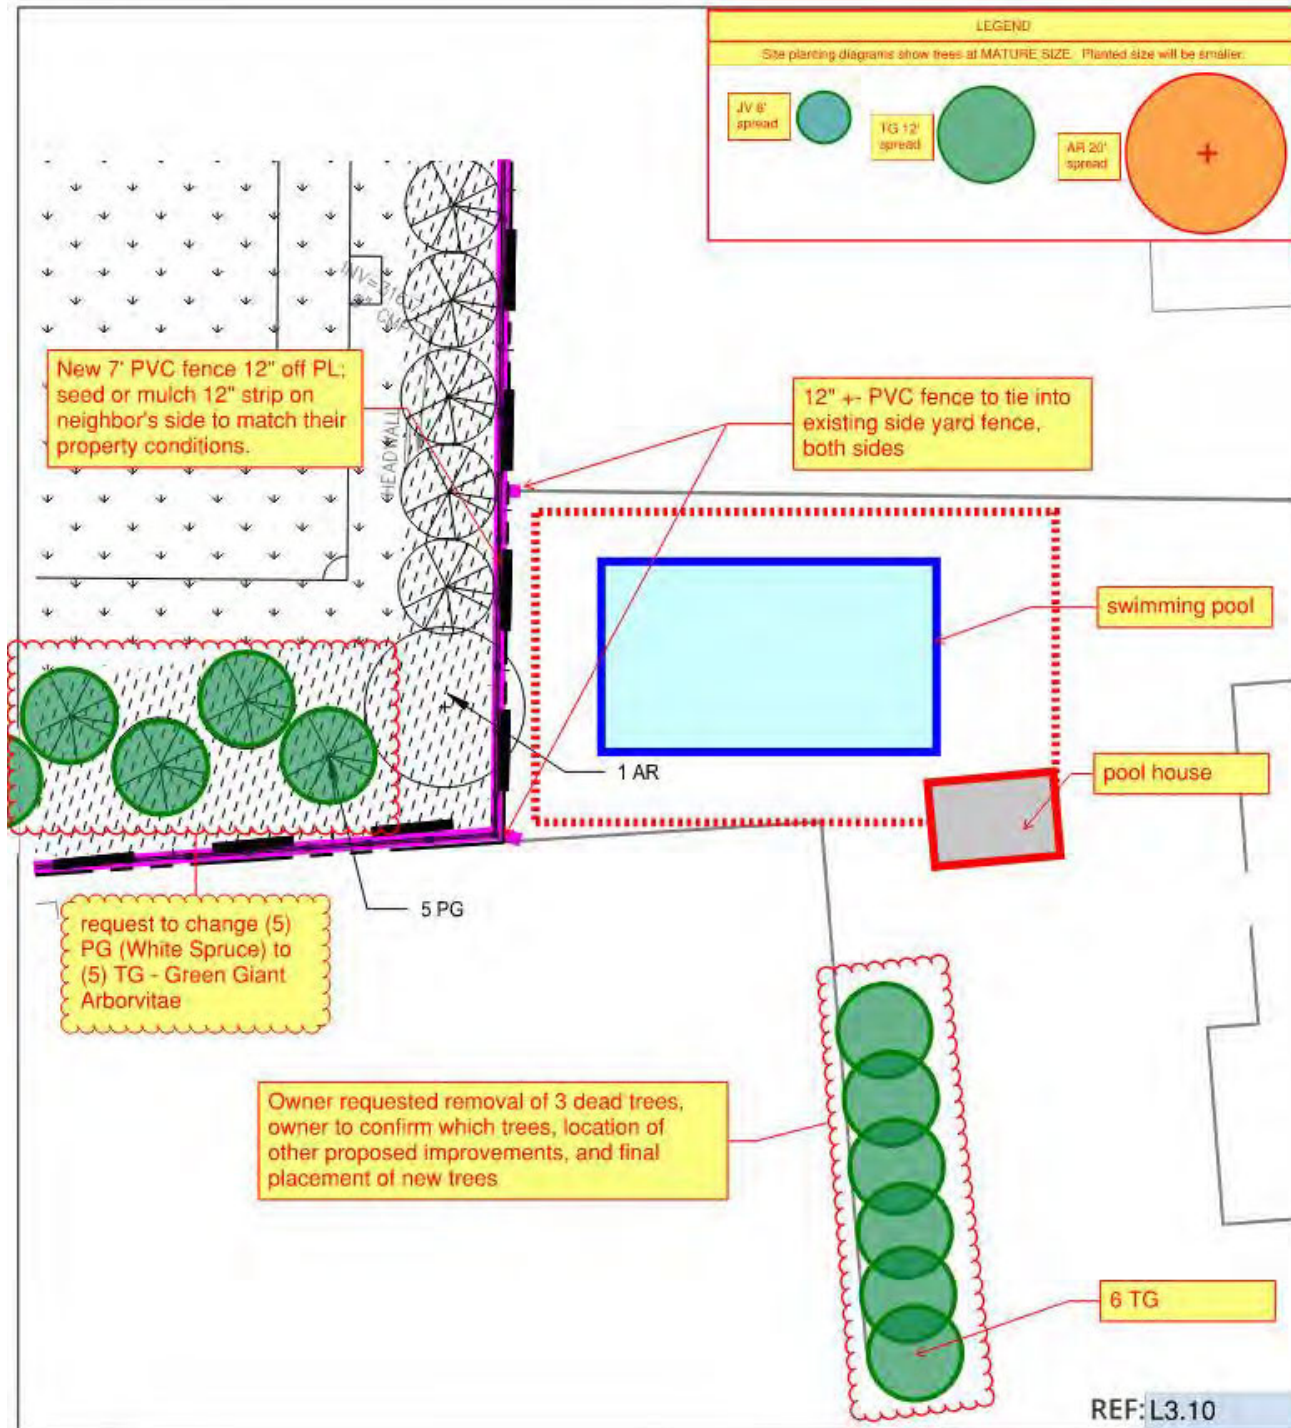 LEGEND
Site planting diagrams show trees at MATURE SIZE. Planted size will be smaller.
JV 8'
spread
TG 12'
spread
AR 20'
spread
New 7' PVC fence 12" off PL;
seed or mulch 12" strip on
neighbor's side to match their
property conditions.
12" +- PVC fence to tie into
existing side yard fence,
both sides
HEADWALL
swimming pool
1 AR
pool house
5 PG
request to change (5)
PG (White Spruce) to
(5) TG - Green Giant
Arborvitae
Owner requested removal of 3 dead trees,
owner to confirm which trees, location of
other proposed improvements, and final
placement of new trees
6 TG
REF: L3.10